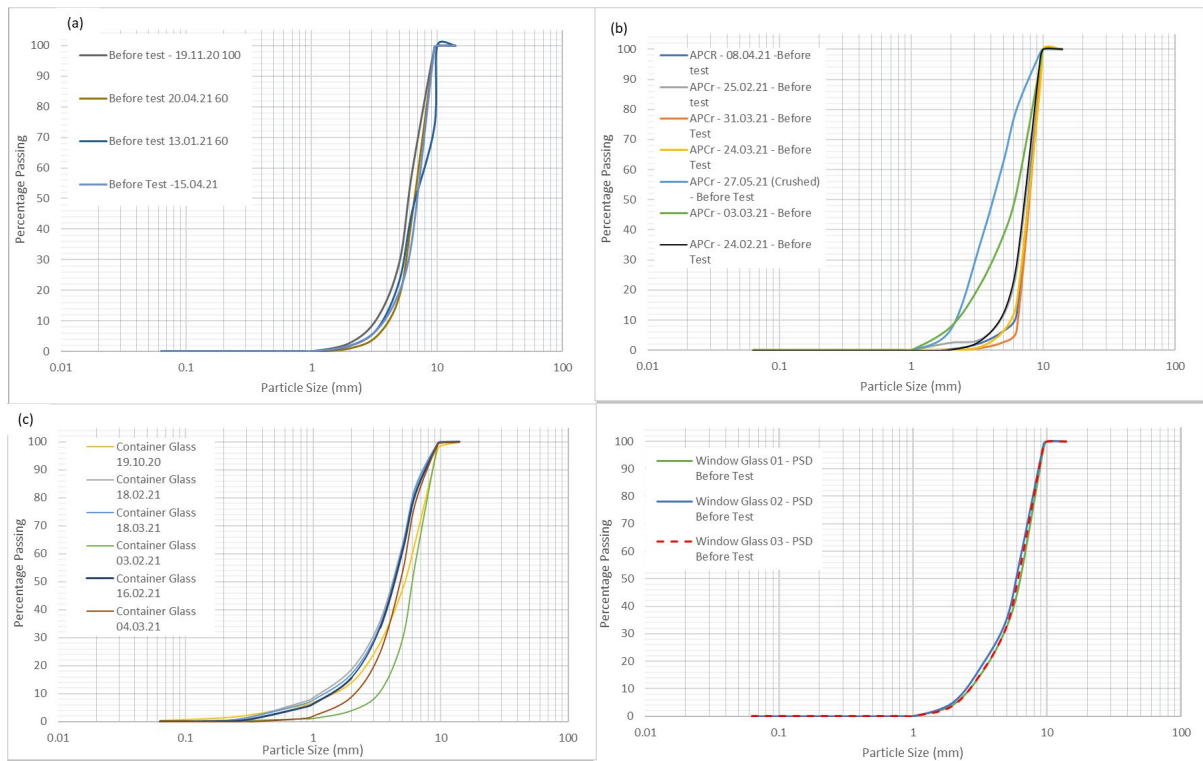 (a)
100
90
80
70
60
50
40
30
20
10
0
Percentage Passing
Before test - 19.11.20 100
Before test 20.04.21 60
Before test 13.01.21 60
Before Test -15.04.21
0.01
0.1
1
10
100
Particle Size (mm)
(b)
100
90
80
70
60
50
40
30
20
10
0
Percentage Passing
APCR - 08.04.21 -Before
test
APCr - 25.02.21 - Before
test
APCr - 31.03.21 - Before
Test
APCr - 24.03.21 - Before
Test
APCr - 27.05.21 (Crushed)
- Before Test
APCr - 03.03.21 - Before
APCr - 24.02.21 - Before
Test
0.01
0.1
1
10
100
Particle Size (mm)
(c)
100
90
80
70
60
50
40
30
20
10
0
Percentage Passing
Container Glass
19.10.20
Container Glass
18.02.21
Container Glass
18.03.21
Container Glass
03.02.21
Container Glass
16.02.21
Container Glass
04.03.21
0.01
0.1
1
10
100
Particle Size (mm)
100
90
80
70
60
50
40
30
20
10
0
Percentage Passing
Window Glass 01 - PSD
Before Test
Window Glass 02 - PSD
Before Test
Window Glass 03 - PSD
Before Test
0.01
0.1
1
10
100
Particle Size (mm)